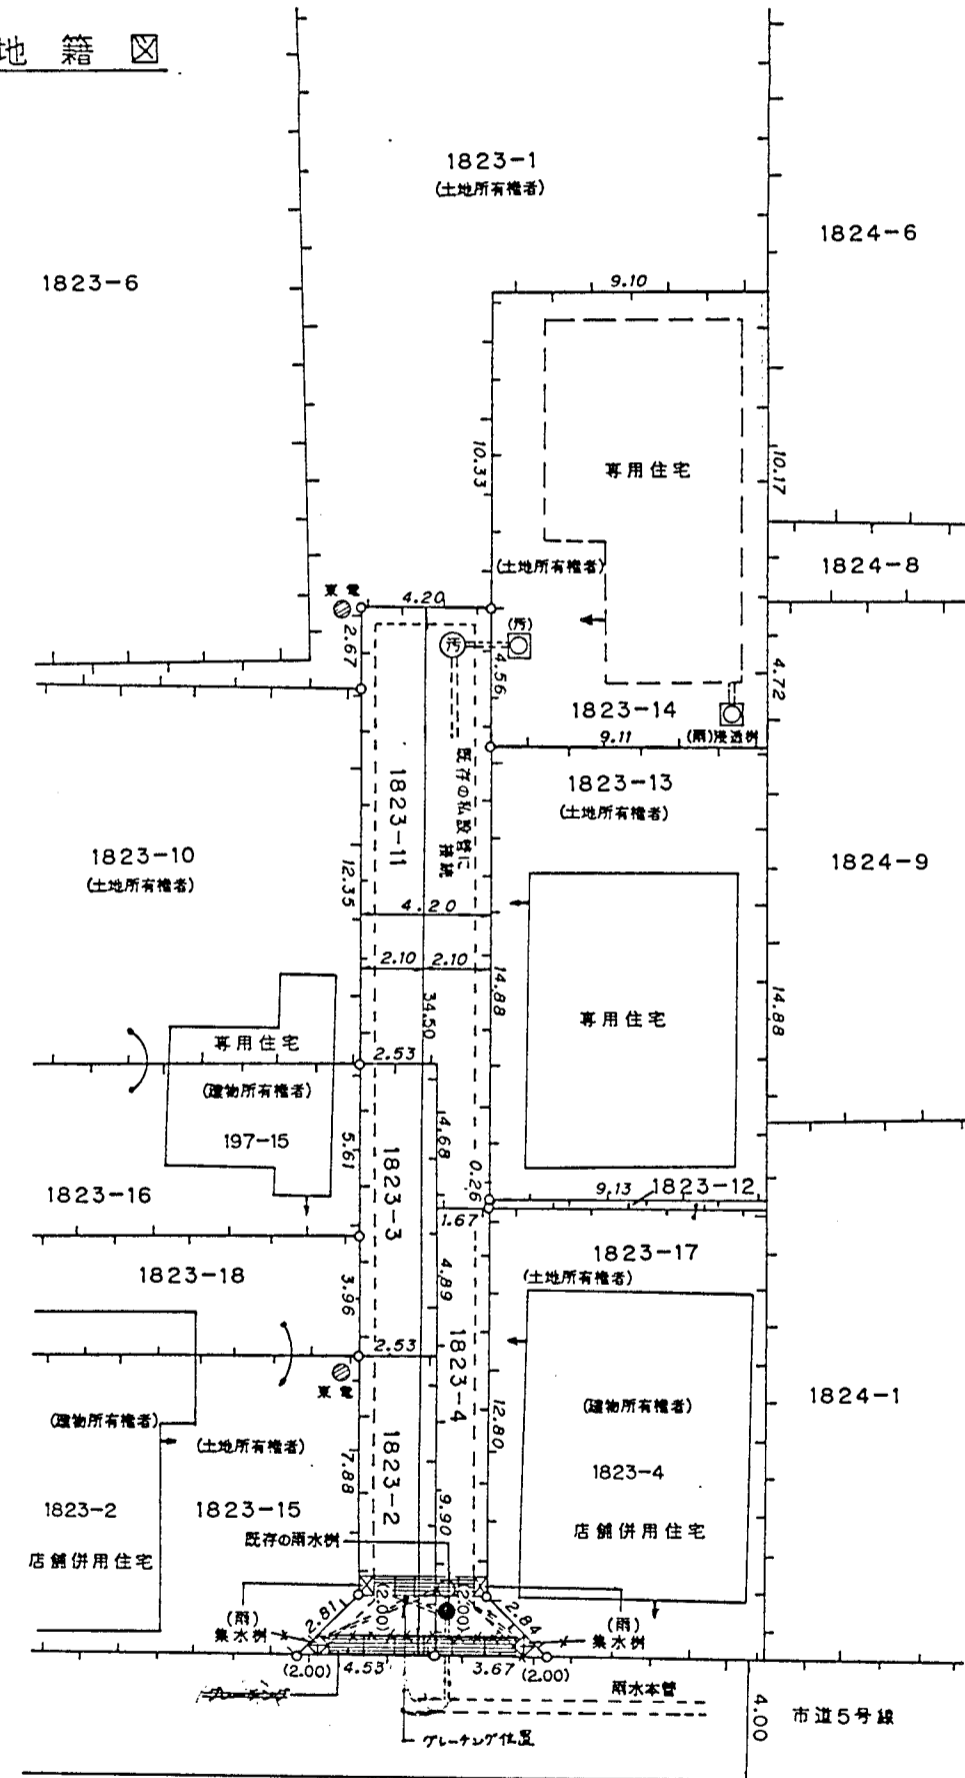 地籍図
1823-1
(土地所有権者)
1824-6
1823-6
9.10
10.33
専用住宅
10.17
(土地所有権者)
1824-8
東電
4.20
2.67
汚
(汚)
4.56
4.72
1823-14
(雨)浸透桝
9.11
1823-11
既存の私設管に
接続
1823-13
(土地所有権者)
1823-10
(土地所有権者)
12.35
1824-9
4.20
2.10
2.10
14.88
34.50
14.88
専用住宅
専用住宅
2.53
(建物所有権者)
197-15
5.61
4.68
1823-3
0.26
9.13
1823-12
1823-16
1.67
1823-17
(土地所有権者)
1823-18
3.96
4.89
2.53
東電
1823-4
1824-1
(建物所有権者)
(土地所有権者)
(建物所有権者)
12.80
7.88
1823-2
1823-4
1823-2
1823-15
9.90
店舗併用住宅
既存の雨水桝
店舗併用住宅
2.81
(2.00)
(2.00)
2.84
(雨)
集水桝
(雨)
集水桝
(2.00)
4.53
3.67
(2.00)
雨水本管
4.00
市道5号線
グレーチング位置